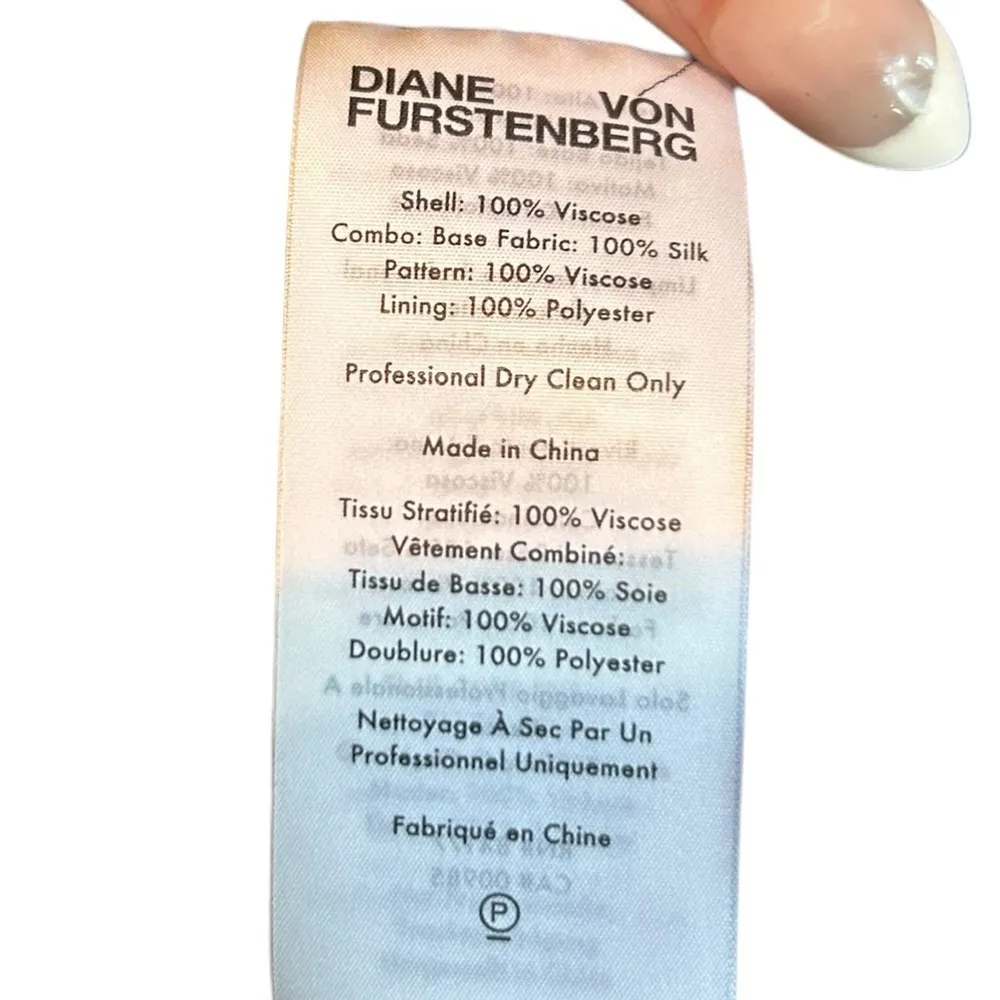 DIANE VON
FURSTENBERG
Shell: 100% Viscose
Combo: Base Fabric: 100% Silk
Pattern: 100% Viscose
Lining: 100% Polyester
Professional Dry Clean Only
Made in China
Tissu Stratifié: 100% Viscose
Vêtement Combiné:
Tissu de Basse: 100% Soie
Motif: 100% Viscose
Doublure: 100% Polyester
Nettoyage À Sec Par Un
Professionnel Uniquement
Fabriqué en Chine
P